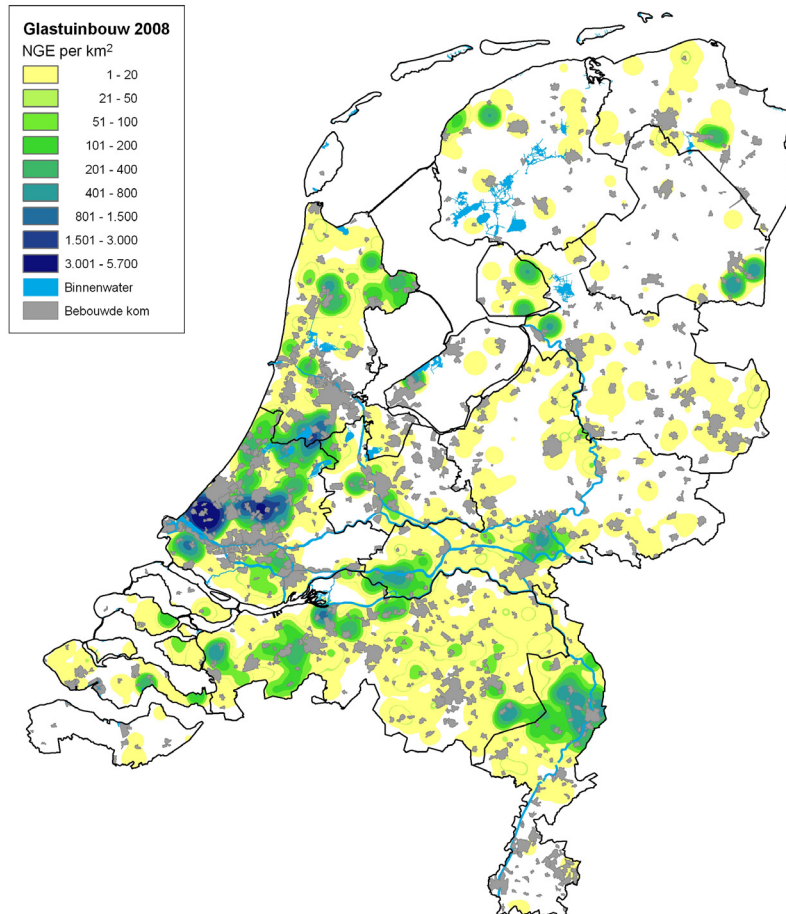 Glastuinbouw 2008
NGE per km²
1 - 20
21 - 50
51 - 100
101 - 200
201 - 400
401 - 800
801 - 1.500
1.501 - 3.000
3.001 - 5.700
Binnenwater
Bebouwde kom